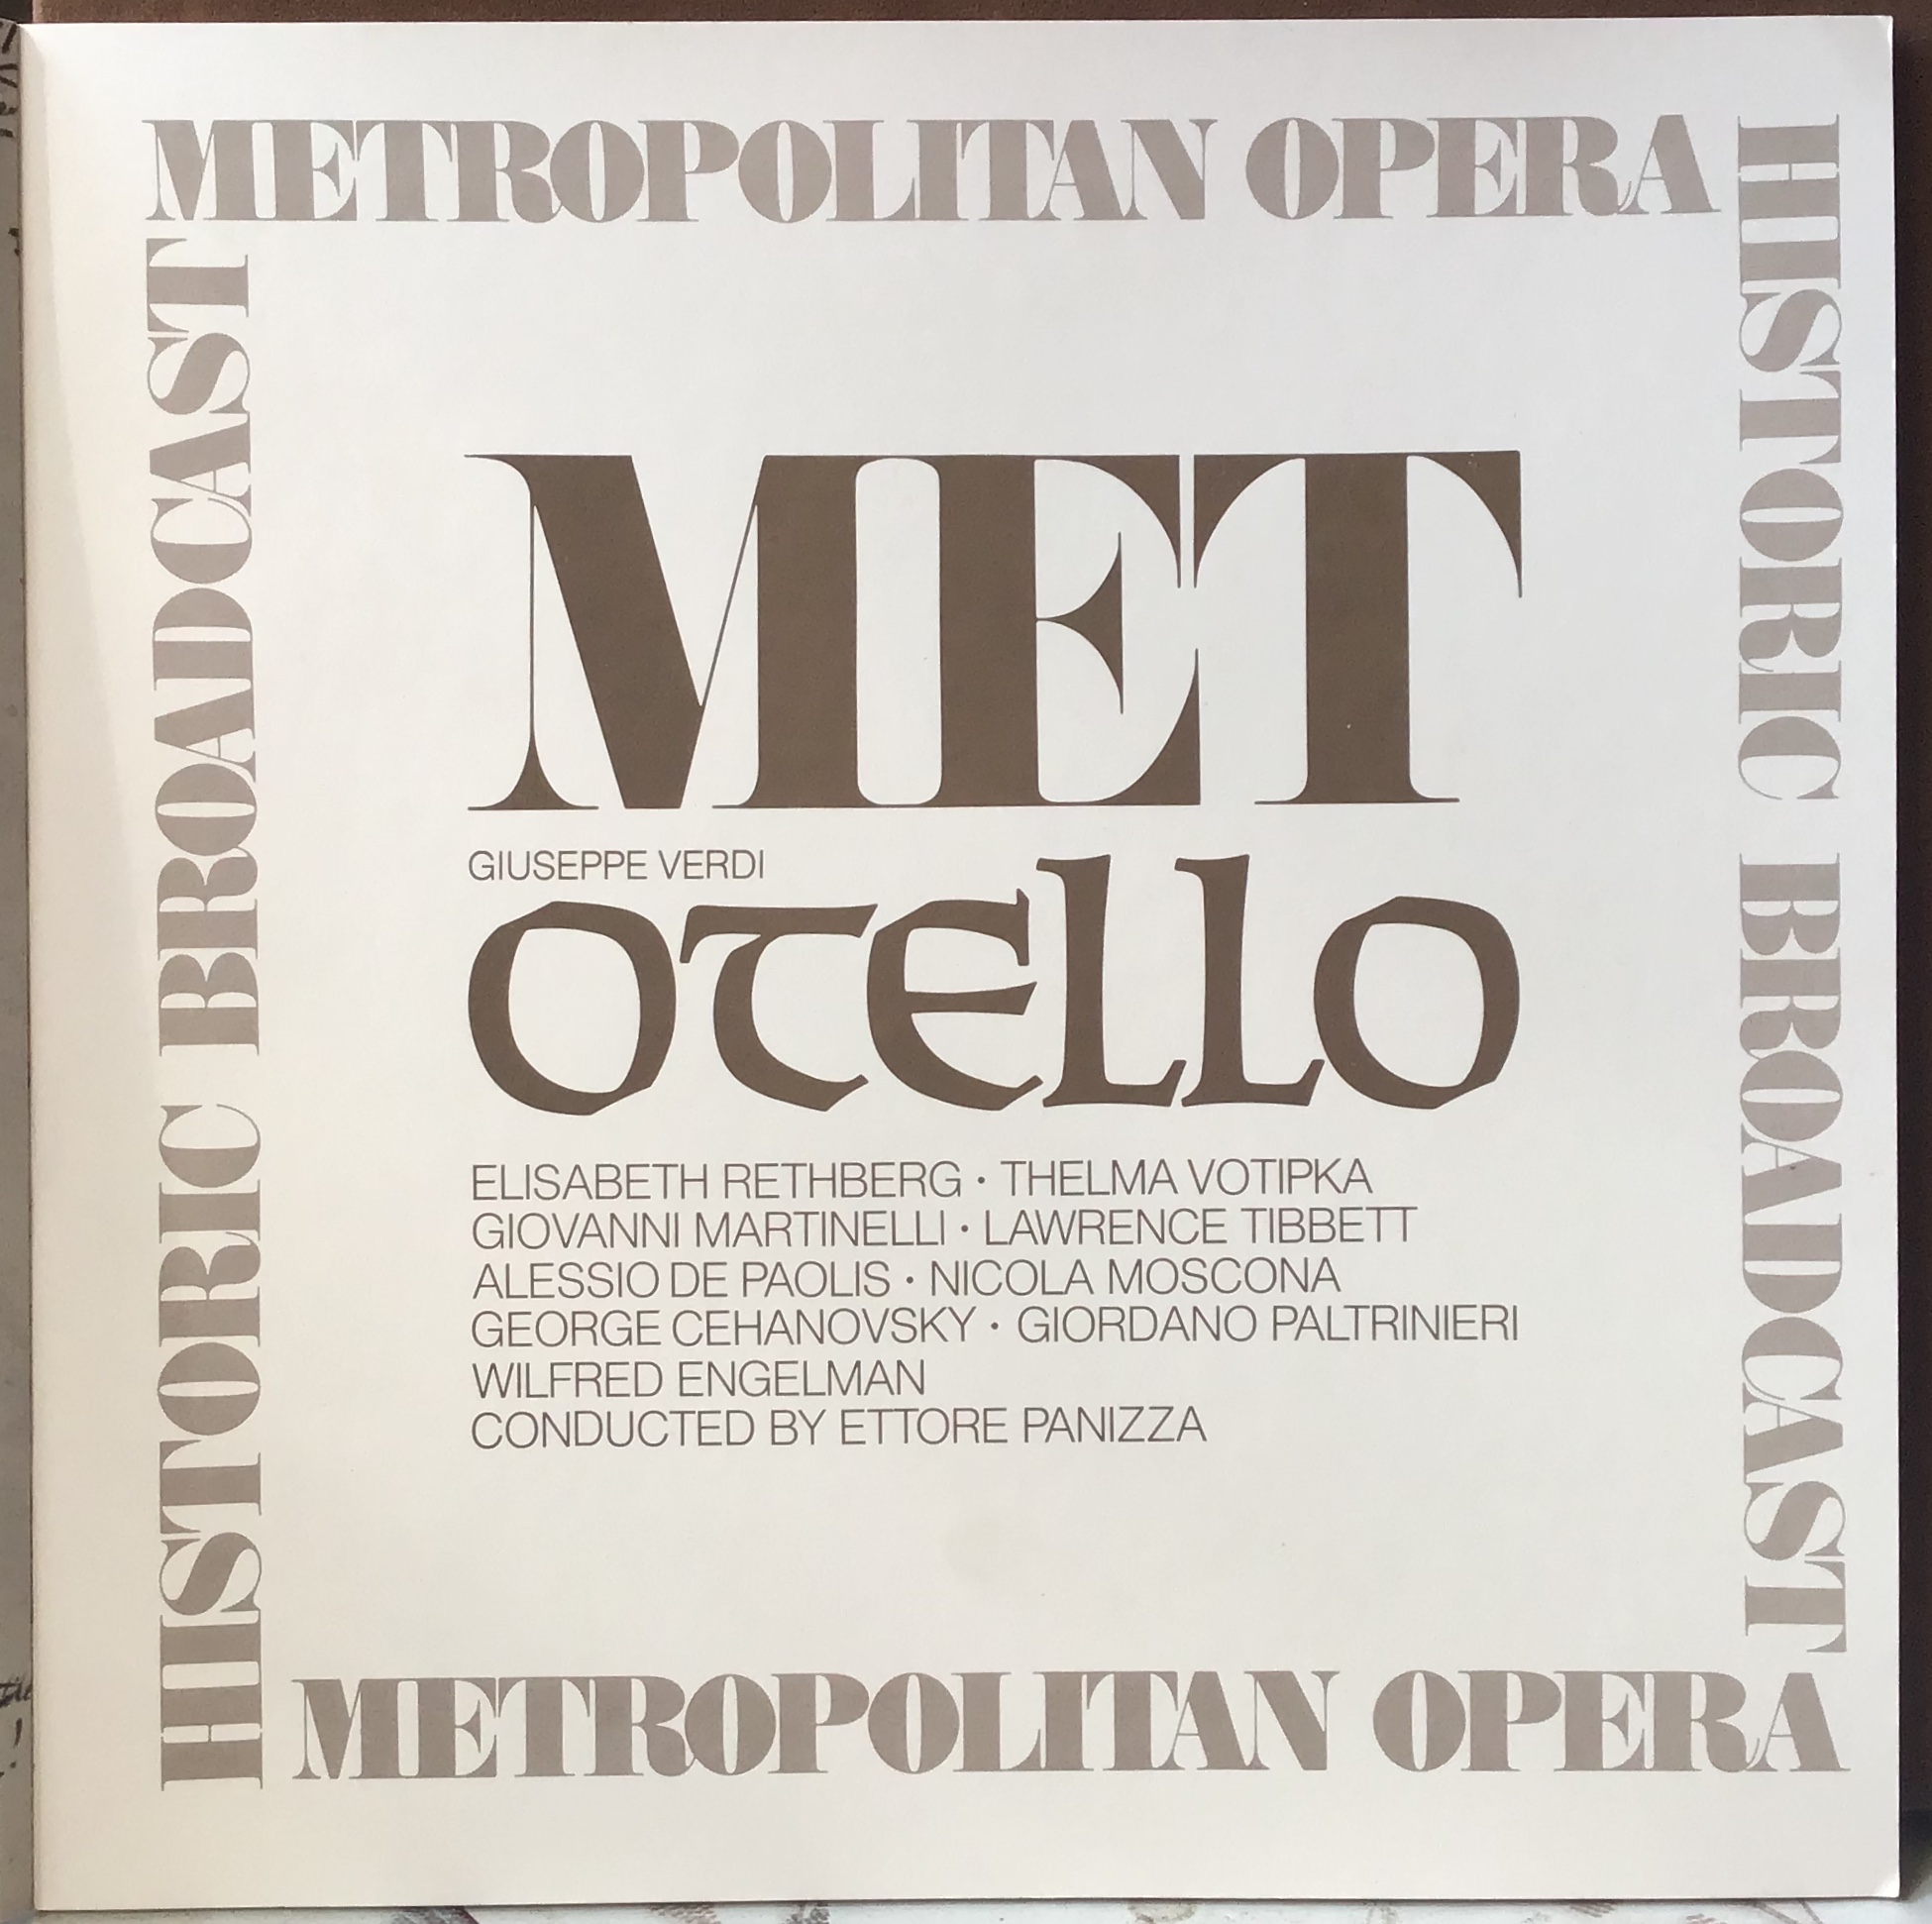 METROPOLITAN OPERA
HISTORIC BROADCAST
HISTORIC BROADCAST
MET
GIUSEPPE VERDI
OTELLO
ELISABETH RETHBERG · THELMA VOTIPKA
GIOVANNI MARTINELLI · LAWRENCE TIBBETT
ALESSIO DE PAOLIS · NICOLA MOSCONA
GEORGE CEHANOVSKY · GIORDANO PALTRINIERI
WILFRED ENGELMAN
CONDUCTED BY ETTORE PANIZZA
METROPOLITAN OPERA